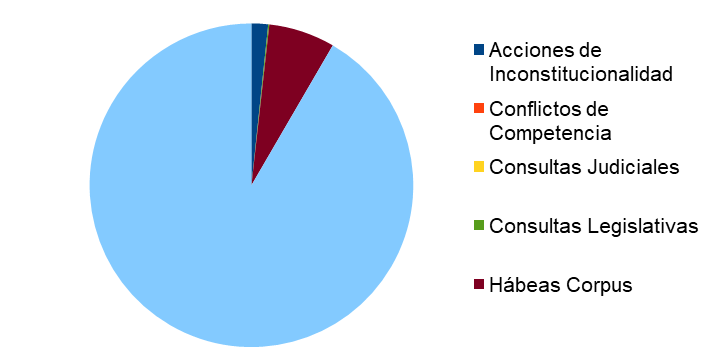 Acciones de
Inconstitucionalidad
Conflictos de
Competencia
Consultas Judiciales
Consultas Legislativas
Hábeas Corpus